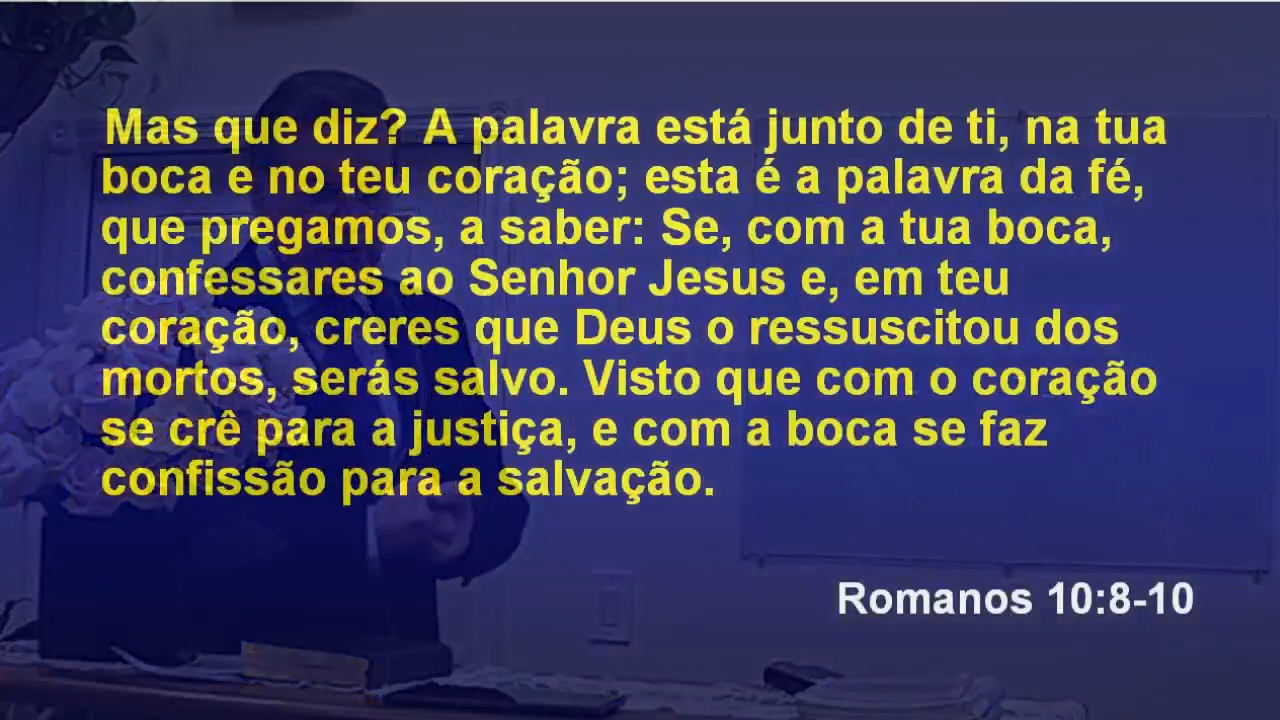 Mas que diz? A palavra está junto de ti, na tua
boca e no teu coração; esta é a palavra da fé,
que pregamos, a saber: Se, com a tua boca,
confessares ao Senhor Jesus e, em teu
coração, creres que Deus o ressuscitou dos
mortos, serás salvo. Visto que com o coração
se crê para a justiça, e com a boca se faz
confissão para a salvação.
Romanos 10:8-10